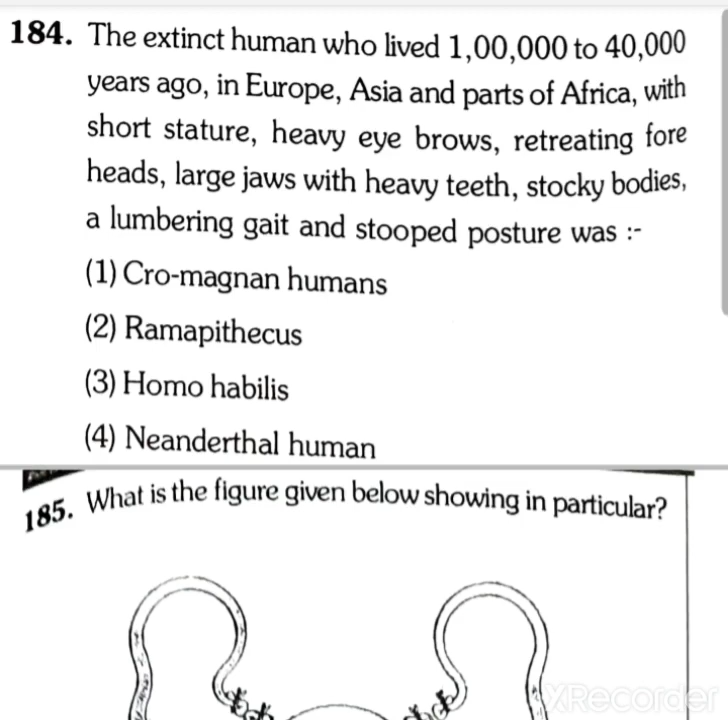 184. The extinct human who lived 1,00,000 to 40,000
years ago, in Europe, Asia and parts of Africa, with
short stature, heavy eye brows, retreating fore
heads, large jaws with heavy teeth, stocky bodies,
a lumbering gait and stooped posture was :-
(1) Cro-magnan humans
(2) Ramapithecus
(3) Homo habilis
(4) Neanderthal human
185. What is the figure given below showing in particular?
XRecorder